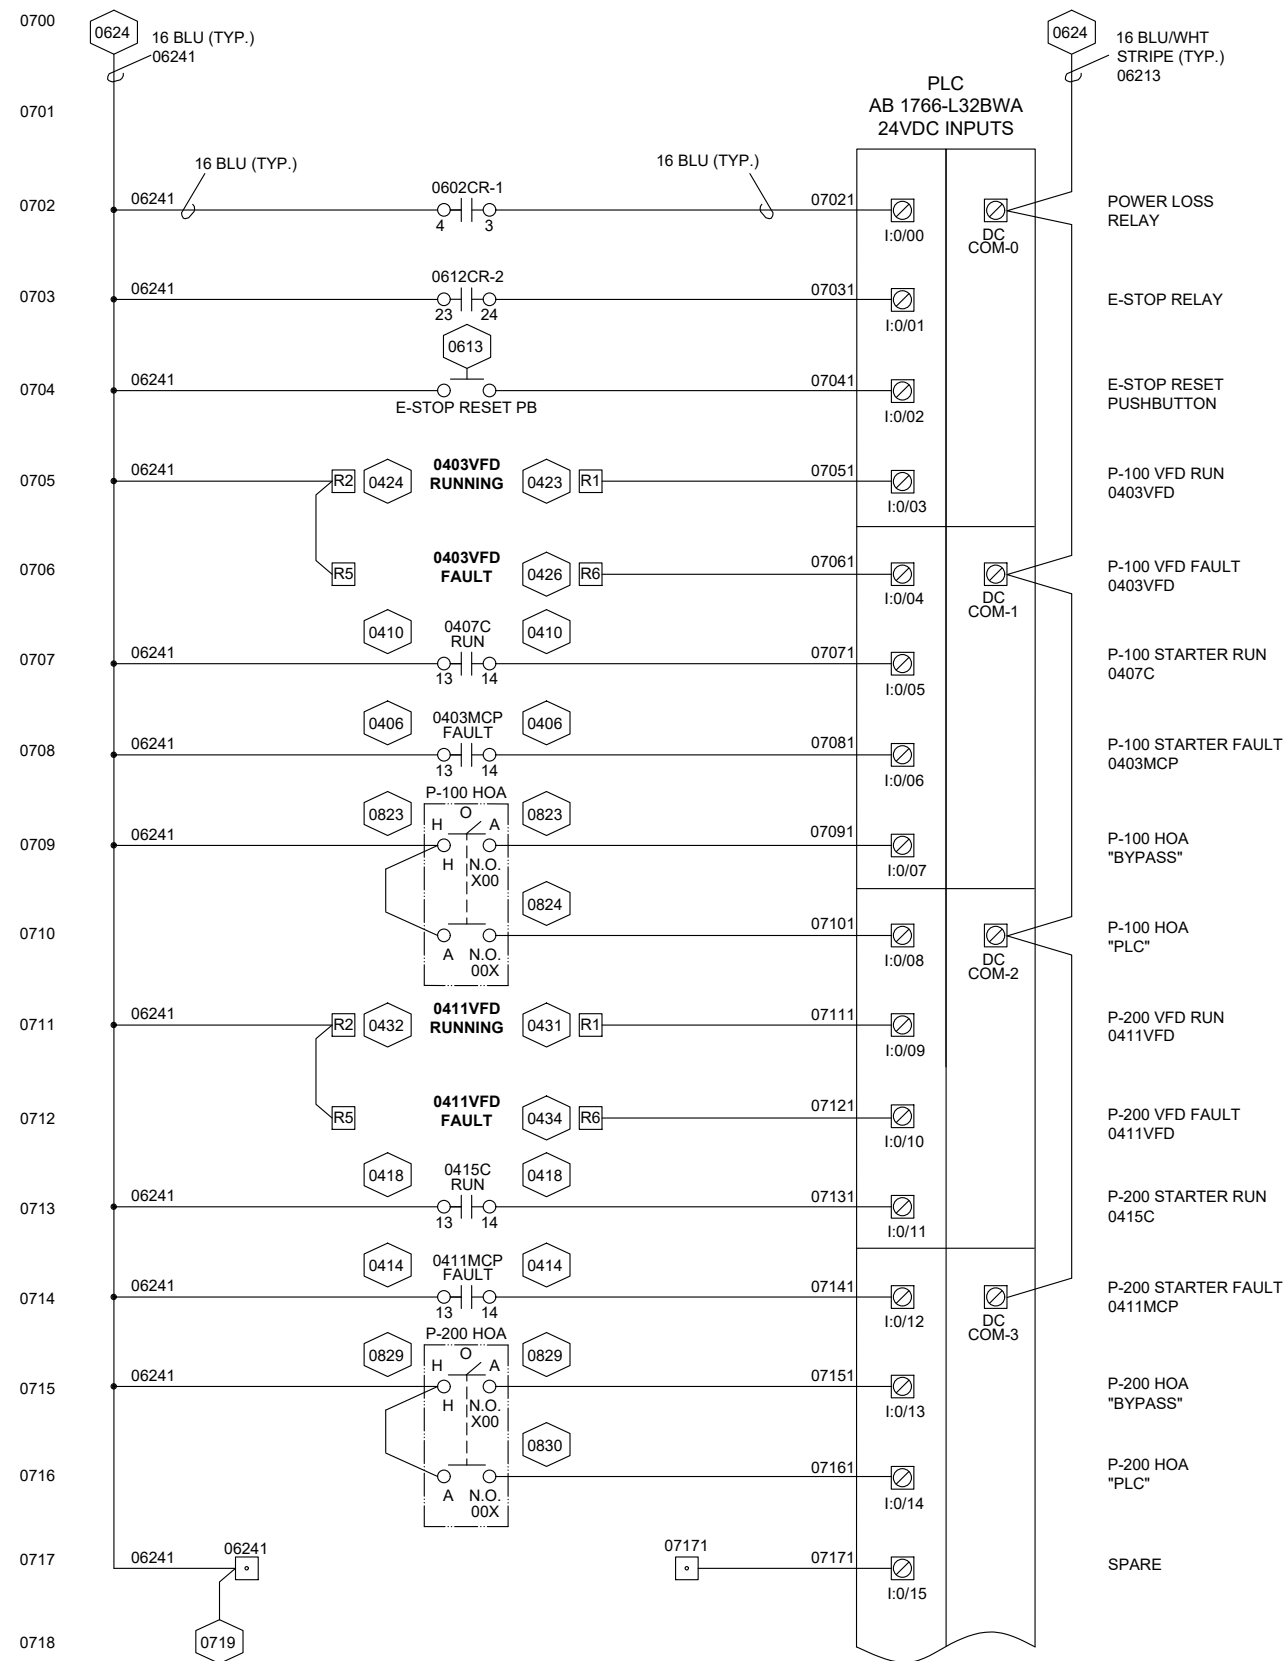 0700
0624
16 BLU (TYP.)
06241
0624
16 BLU/WHT
STRIPE (TYP.)
06213
0701
PLC
AB 1766-L32BWA
24VDC INPUTS
16 BLU (TYP.)
16 BLU (TYP.)
0702
06241
0602CR-1
4 3
07021
I:0/00
DC
COM-0
POWER LOSS
RELAY
0703
06241
0612CR-2
23 24
07031
I:0/01
E-STOP RELAY
0613
0704
06241
E-STOP RESET PB
07041
I:0/02
E-STOP RESET
PUSHBUTTON
0705
06241
R2
0424
0403VFD
RUNNING
0423
R1
07051
I:0/03
P-100 VFD RUN
0403VFD
0706
R5
0403VFD
FAULT
0426
R6
07061
I:0/04
DC
COM-1
P-100 VFD FAULT
0403VFD
0410
0407C
RUN
0410
0707
06241
13 14
07071
I:0/05
P-100 STARTER RUN
0407C
0406
0403MCP
FAULT
0406
0708
06241
13 14
07081
I:0/06
P-100 STARTER FAULT
0403MCP
P-100 HOA
0823
H O A
0823
0709
06241
H N.O.
X00
07091
I:0/07
P-100 HOA
"BYPASS"
0824
0710
A N.O.
00X
07101
I:0/08
DC
COM-2
P-100 HOA
"PLC"
0711
06241
R2
0432
0411VFD
RUNNING
0431
R1
07111
I:0/09
P-200 VFD RUN
0411VFD
0712
R5
0411VFD
FAULT
0434
R6
07121
I:0/10
P-200 VFD FAULT
0411VFD
0418
0415C
RUN
0418
0713
06241
13 14
07131
I:0/11
P-200 STARTER RUN
0415C
0414
0411MCP
FAULT
0414
0714
06241
13 14
07141
I:0/12
DC
COM-3
P-200 STARTER FAULT
0411MCP
P-200 HOA
0829
H O A
0829
0715
06241
H N.O.
X00
07151
I:0/13
P-200 HOA
"BYPASS"
0830
0716
A N.O.
00X
07161
I:0/14
P-200 HOA
"PLC"
0717
06241
06241
07171
07171
I:0/15
SPARE
0718
0719